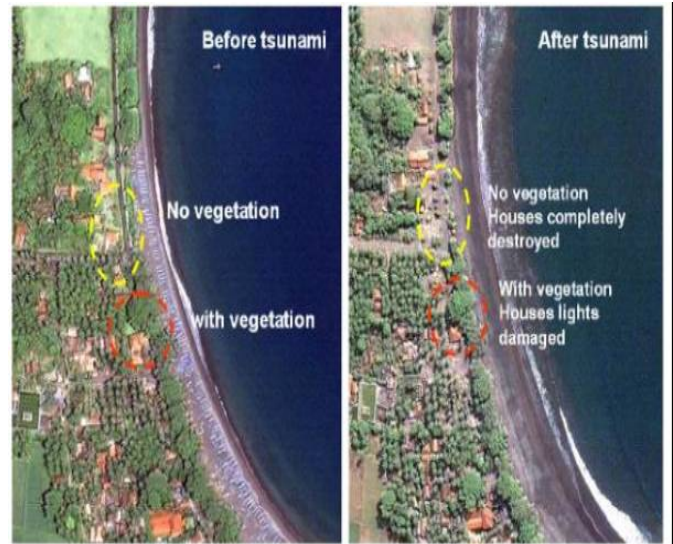 Before tsunami
No vegetation
with vegetation
After tsunami
No vegetation
Houses completely
destroyed
With vegetation
Houses lights
damaged